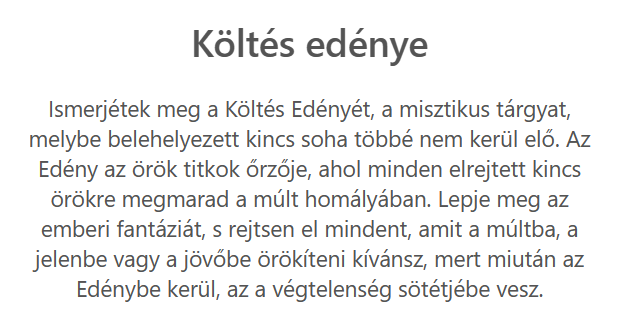 Költés edénye
Ismerjétek meg a Költés Edényét, a misztikus tárgyat,
melybe belehelyezett kincs soha többé nem kerül elő. Az
Edény az örök titkok őrzője, ahol minden elrejtett kincs
örökre megmarad a múlt homályában. Lepje meg az
emberi fantáziát, s rejtsen el mindent, amit a múltba, a
jelenbe vagy a jövőbe örökíteni kívánsz, mert miután az
Edénybe kerül, az a végtelenség sötétjébe vesz.